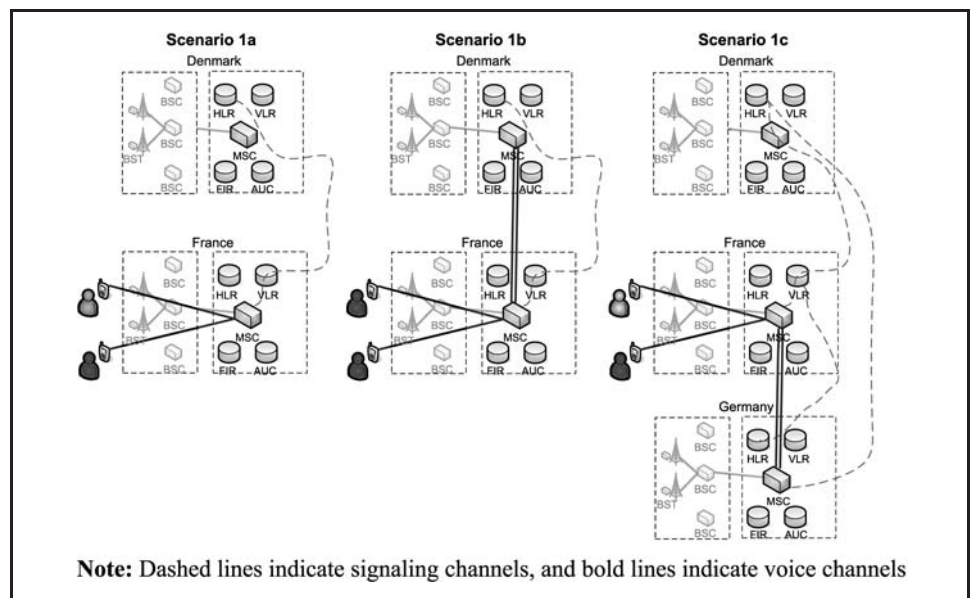 Scenario 1a
Scenario 1b
Scenario 1c
Denmark
Denmark
Denmark
BSC
HLR
VLR
BSC
BST
MSC
BSC
EIR
AUC
BSC
HLR
VLR
BSC
BST
MSC
BSC
EIR
AUC
BSC
HLR
VLR
BSC
BST
MSC
BSC
EIR
AUC
France
France
France
BSC
HLR
VLR
BSC
BST
MSC
BSC
EIR
AUC
BSC
HLR
VLR
BSC
BST
MSC
BSC
EIR
AUC
BSC
HLR
VLR
BSC
BST
MSC
BSC
EIR
AUC
Germany
BSC
HLR
VLR
BSC
BST
MSC
BSC
EIR
AUC
Note: Dashed lines indicate signaling channels, and bold lines indicate voice channels